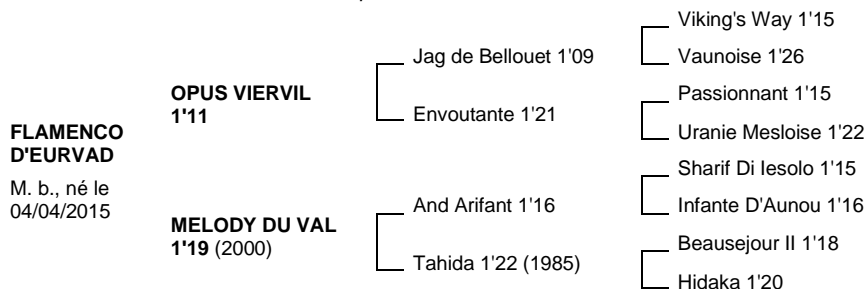 FLAMENCO
D'EURVAD
M. b., né le
04/04/2015
OPUS VIERVIL
1'11
MELODY DU VAL
1'19 (2000)
Jag de Bellouet 1'09
Envoutante 1'21
And Arifant 1'16
Tahida 1'22 (1985)
Viking's Way 1'15
Vaunoise 1'26
Passionnant 1'15
Uranie Mesloise 1'22
Sharif Di Iesolo 1'15
Infante D'Aunou 1'16
Beausejour II 1'18
Hidaka 1'20